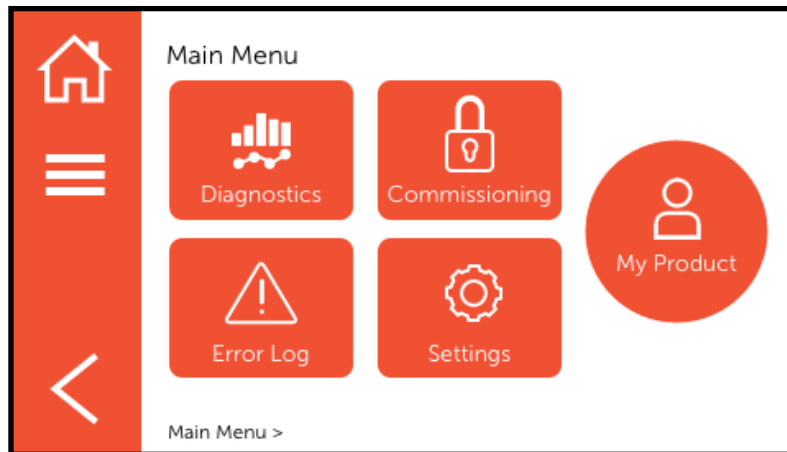 Main Menu
Diagnostics
Commissioning
My Product
Error Log
Settings
Main Menu >